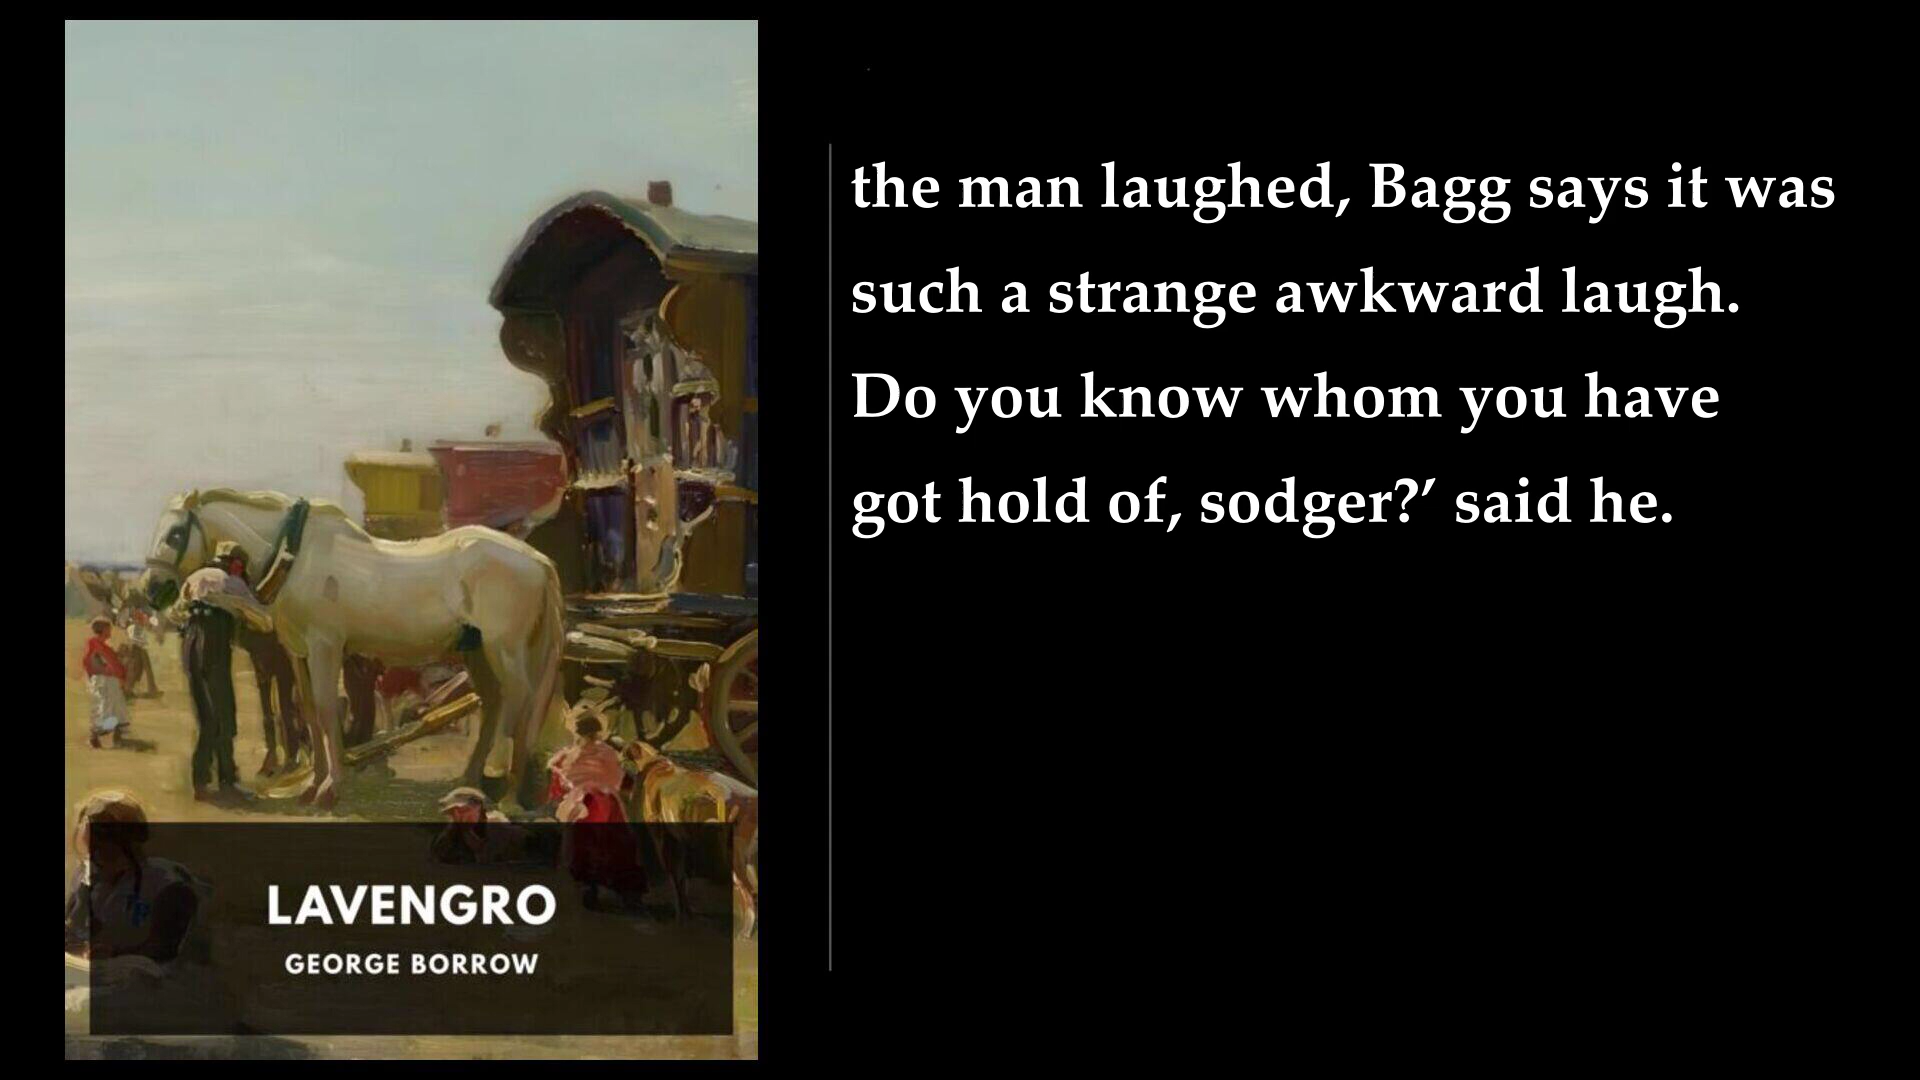 the man laughed, Bagg says it was
such a strange awkward laugh.
Do you know whom you have
got hold of, sodger?’ said he.
LAVENGRO
GEORGE BORROW